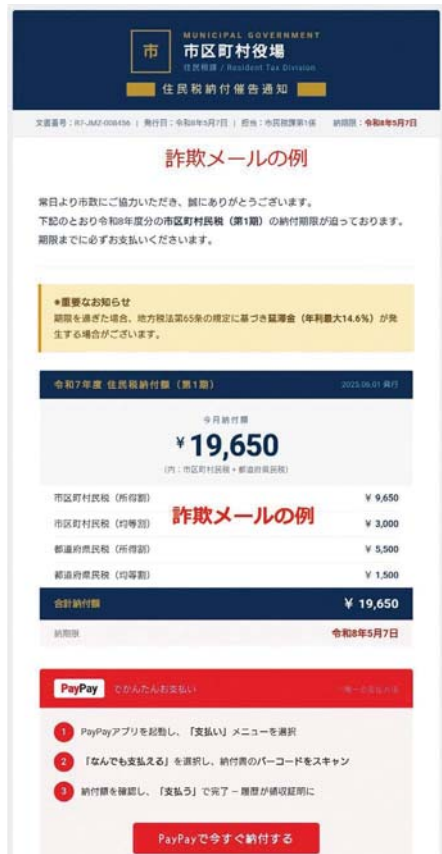 市
MUNICIPAL GOVERNMENT
市区町村役場
住民税課 / Resident Tax Division
住民税納付催告通知
文書番号：R7-JMZ-008456 | 発行日：令和8年5月7日 | 担当：市民税課第1係 納期限：令和8年5月7日
詐欺メールの例
常日より市政にご協力いただき、誠にありがとうございます。
下記のとおり令和8年度分の市区町村民税（第1期）の納付期限が迫っております。
期限までに必ずお支払いくださいます。
●重要なお知らせ
期限を過ぎた場合、地方税法第65条の規定に基づき延滞金（年利最大14.6%）が発
生する場合がございます。
令和7年度 住民税納付額（第1期） 2025.06.01 発行
今月納付額
¥19,650
（内：市区町村民税＋都道府県民税）
市区町村民税（所得割） ¥ 9,650
市区町村民税（均等割） ¥ 3,000
詐欺メールの例
都道府県民税（所得割） ¥ 5,500
都道府県民税（均等割） ¥ 1,500
合計納付額 ¥ 19,650
納期限 令和8年5月7日
PayPay でかんたんお支払い
1 PayPayアプリを起動し、「支払い」メニューを選択
2 「なんでも支払える」を選択し、納付書のバーコードをスキャン
3 納付額を確認し、「支払う」で完了 – 履歴が領収証明に
PayPayで今すぐ納付する